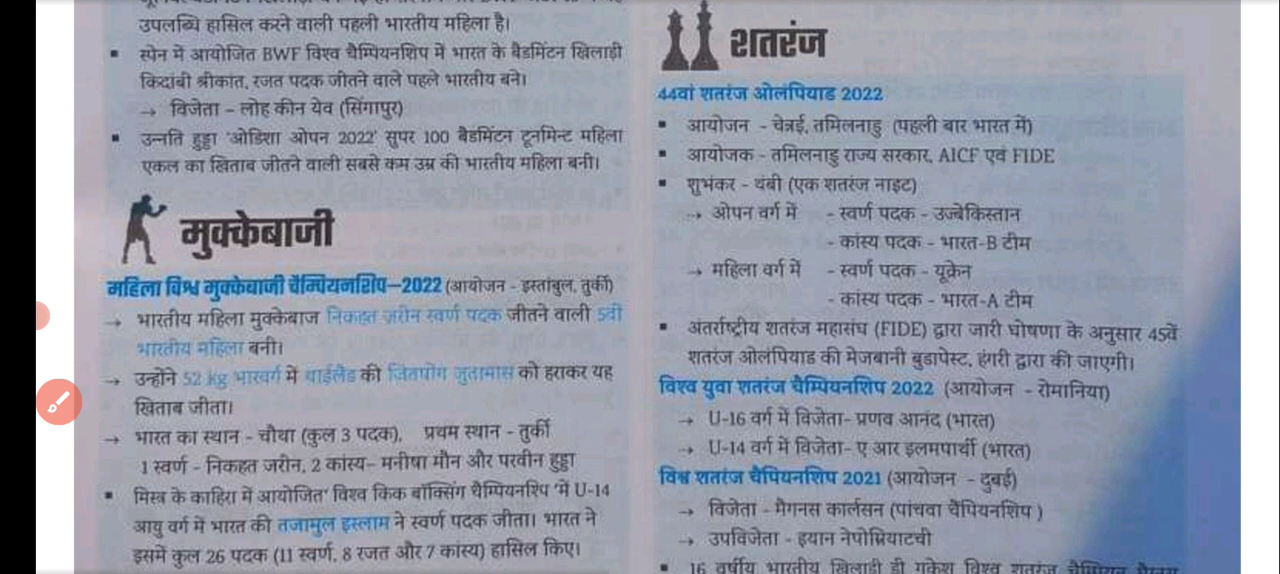 उपलब्धि हासिल करने वाली पहली भारतीय महिला है।
▪ स्पेन में आयोजित BWF विश्व चैम्पियनशिप में भारत के बैडमिंटन खिलाड़ी
किदांबी श्रीकांत, रजत पदक जीतने वाले पहले भारतीय बने।
→ विजेता – लोह कीन येव (सिंगापुर)
▪ उन्नति हुड्डा 'ओडिशा ओपन 2022' सुपर 100 बैडमिंटन टूनमिन्ट महिला
एकल का खिताब जीतने वाली सबसे कम उम्र की भारतीय महिला बनी।
मुक्केबाजी
महिला विश्व मुक्केबाजी चैम्पियनशिप—2022 (आयोजन - इस्तांबुल, तुर्की)
→ भारतीय महिला मुक्केबाज निकहत ज़रीन स्वर्ण पदक जीतने वाली 5वीं
भारतीय महिला बनी।
→ उन्होंने 52 kg भारवर्ग में थाईलैंड की जितपोंग जुतामास को हराकर यह
खिताब जीता।
→ भारत का स्थान - चौथा (कुल 3 पदक), प्रथम स्थान - तुर्की
1 स्वर्ण - निकहत जरीन, 2 कांस्य– मनीषा मौन और परवीन हुड्डा
▪ मिस्त्र के काहिरा में आयोजित' विश्व किक बॉक्सिंग चैम्पियनशिप 'में U-14
आयु वर्ग में भारत की तजामुल इस्लाम ने स्वर्ण पदक जीता। भारत ने
इसमें कुल 26 पदक (11 स्वर्ण, 8 रजत और 7 कांस्य) हासिल किए।
शतरंज
44वां शतरंज ओलंपियाड 2022
▪ आयोजन - चेन्नई, तमिलनाडु (पहली बार भारत में)
▪ आयोजक - तमिलनाडु राज्य सरकार, AICF एवं FIDE
▪ शुभंकर - थंबी (एक शतरंज नाइट)
→ ओपन वर्ग में - स्वर्ण पदक - उज्बेकिस्तान
- कांस्य पदक - भारत-B टीम
→ महिला वर्ग में - स्वर्ण पदक - यूक्रेन
- कांस्य पदक - भारत-A टीम
▪ अंतर्राष्ट्रीय शतरंज महासंघ (FIDE) द्वारा जारी घोषणा के अनुसार 45वें
शतरंज ओलंपियाड की मेजबानी बुडापेस्ट, हंगरी द्वारा की जाएगी।
विश्व युवा शतरंज चैम्पियनशिप 2022 (आयोजन - रोमानिया)
→ U-16 वर्ग में विजेता- प्रणव आनंद (भारत)
→ U-14 वर्ग में विजेता- ए आर इलमपार्थी (भारत)
विश्व शतरंज चैपियनशिप 2021 (आयोजन - दुबई)
→ विजेता - मैगनस कार्लसन (पांचवा चैंपियनशिप )
→ उपविजेता - इयान नेपोम्नियाटची
▪ 16 वर्षीय भारतीय खिलाड़ी डी गुकेश विश्व शतरंज चैम्पियन मैगनस